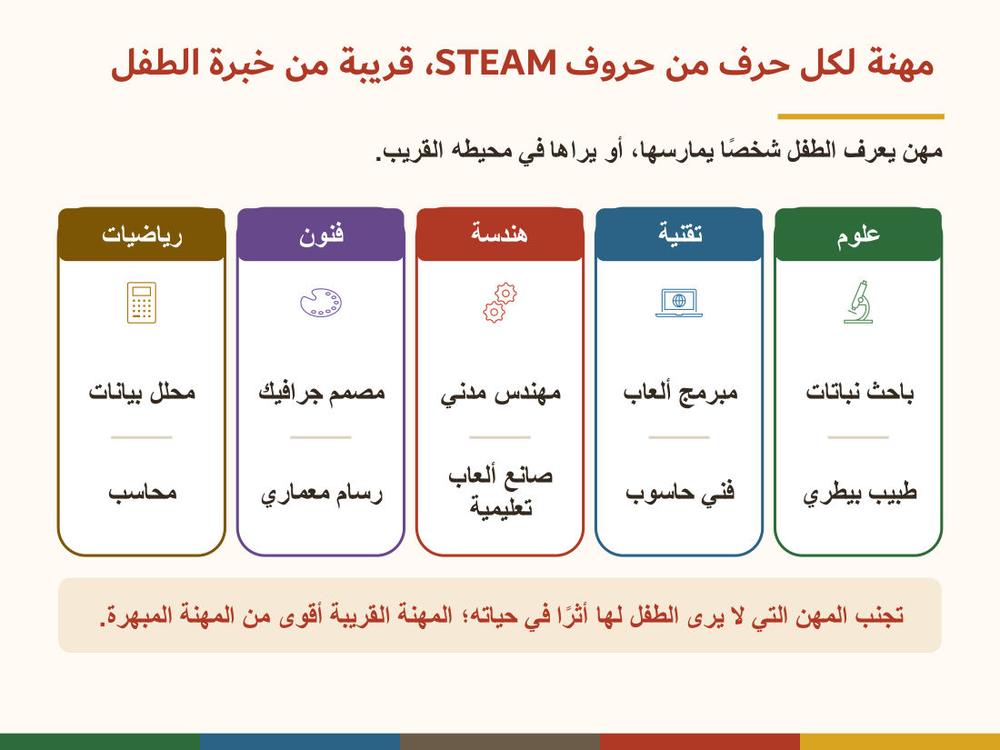 مهنة لكل حرف من حروف STEAM، قريبة من خبرة الطفل
مهن يعرف الطفل شخصًا يمارسها، أو يراها في محيطه القريب.
علوم
باحث نباتات
طبيب بيطري
تقنية
مبرمج ألعاب
فني حاسوب
هندسة
مهندس مدني
صانع ألعاب
تعليمية
فنون
مصمم جرافيك
رسام معماري
رياضيات
محلل بيانات
محاسب
تجنب المهن التي لا يرى الطفل لها أثرًا في حياته؛ المهنة القريبة أقوى من المهنة المبهرة.